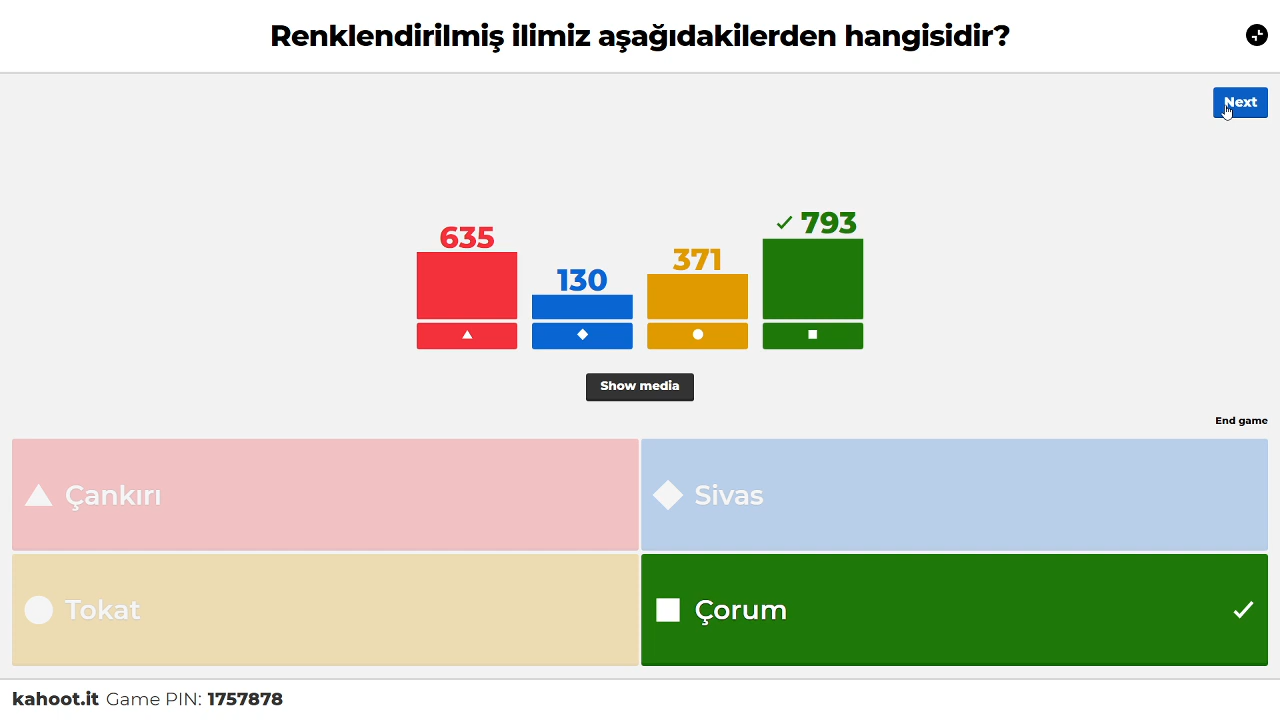 Renklendirilmiş ilimiz aşağıdakilerden hangisidir?
Next
635
130
371
793
Show media
End game
Çankırı
Sivas
Tokat
Çorum
kahoot.it Game PIN: 1757878